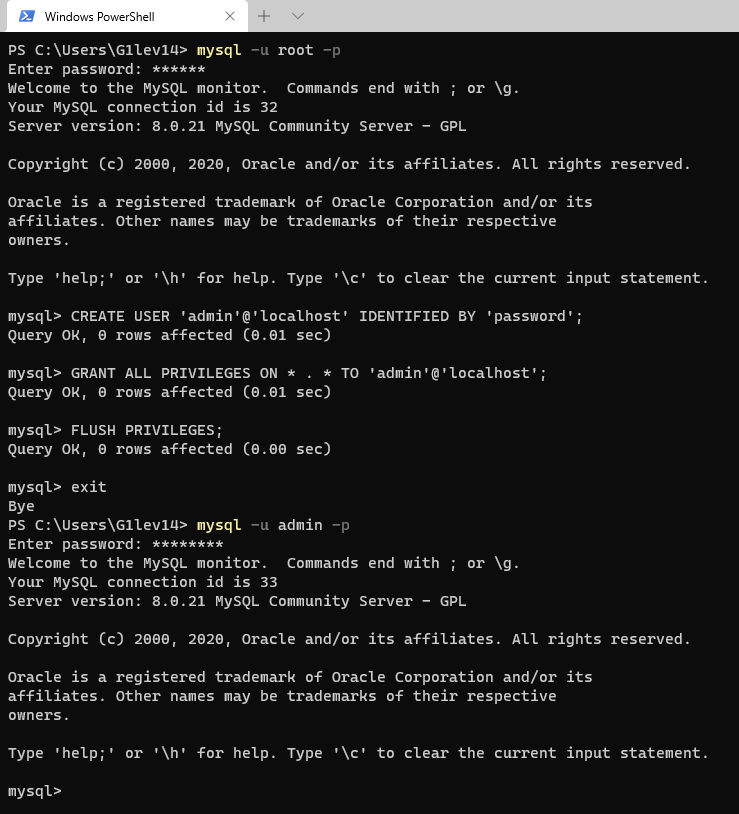 Windows PowerShell
PS C:\Users\G1lev14> mysql -u root -p
Enter password: ******
Welcome to the MySQL monitor.  Commands end with ; or \g.
Your MySQL connection id is 32
Server version: 8.0.21 MySQL Community Server - GPL
Copyright (c) 2000, 2020, Oracle and/or its affiliates. All rights reserved.
Oracle is a registered trademark of Oracle Corporation and/or its
affiliates. Other names may be trademarks of their respective
owners.
Type 'help;' or '\h' for help. Type '\c' to clear the current input statement.
mysql> CREATE USER 'admin'@'localhost' IDENTIFIED BY 'password';
Query OK, 0 rows affected (0.01 sec)
mysql> GRANT ALL PRIVILEGES ON * . * TO 'admin'@'localhost';
Query OK, 0 rows affected (0.01 sec)
mysql> FLUSH PRIVILEGES;
Query OK, 0 rows affected (0.00 sec)
mysql> exit
Bye
PS C:\Users\G1lev14> mysql -u admin -p
Enter password: ********
Welcome to the MySQL monitor.  Commands end with ; or \g.
Your MySQL connection id is 33
Server version: 8.0.21 MySQL Community Server - GPL
Copyright (c) 2000, 2020, Oracle and/or its affiliates. All rights reserved.
Oracle is a registered trademark of Oracle Corporation and/or its
affiliates. Other names may be trademarks of their respective
owners.
Type 'help;' or '\h' for help. Type '\c' to clear the current input statement.
mysql>